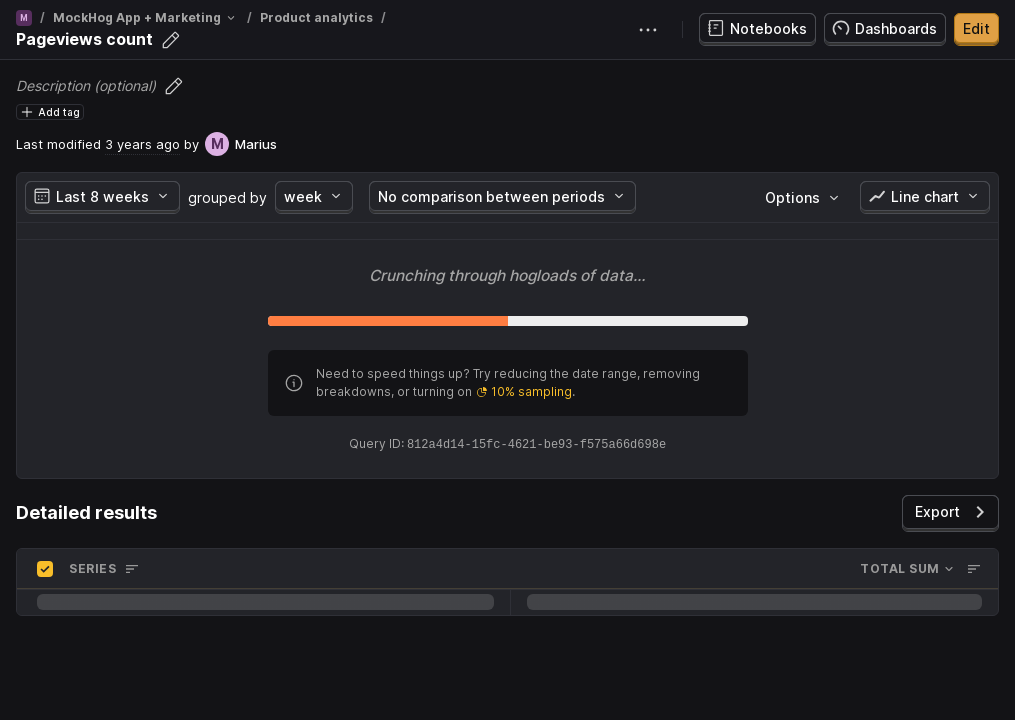 M / MockHog App + Marketing / Product analytics /
Pageviews count
Notebooks
Dashboards
Edit
Description (optional)
Add tag
Last modified 3 years ago by M Marius
Last 8 weeks grouped by week No comparison between periods Options Line chart
Crunching through hogloads of data...
Need to speed things up? Try reducing the date range, removing
breakdowns, or turning on 10% sampling.
Query ID: 812a4d14-15fc-4621-be93-f575a66d698e
Detailed results
Export
SERIES TOTAL SUM